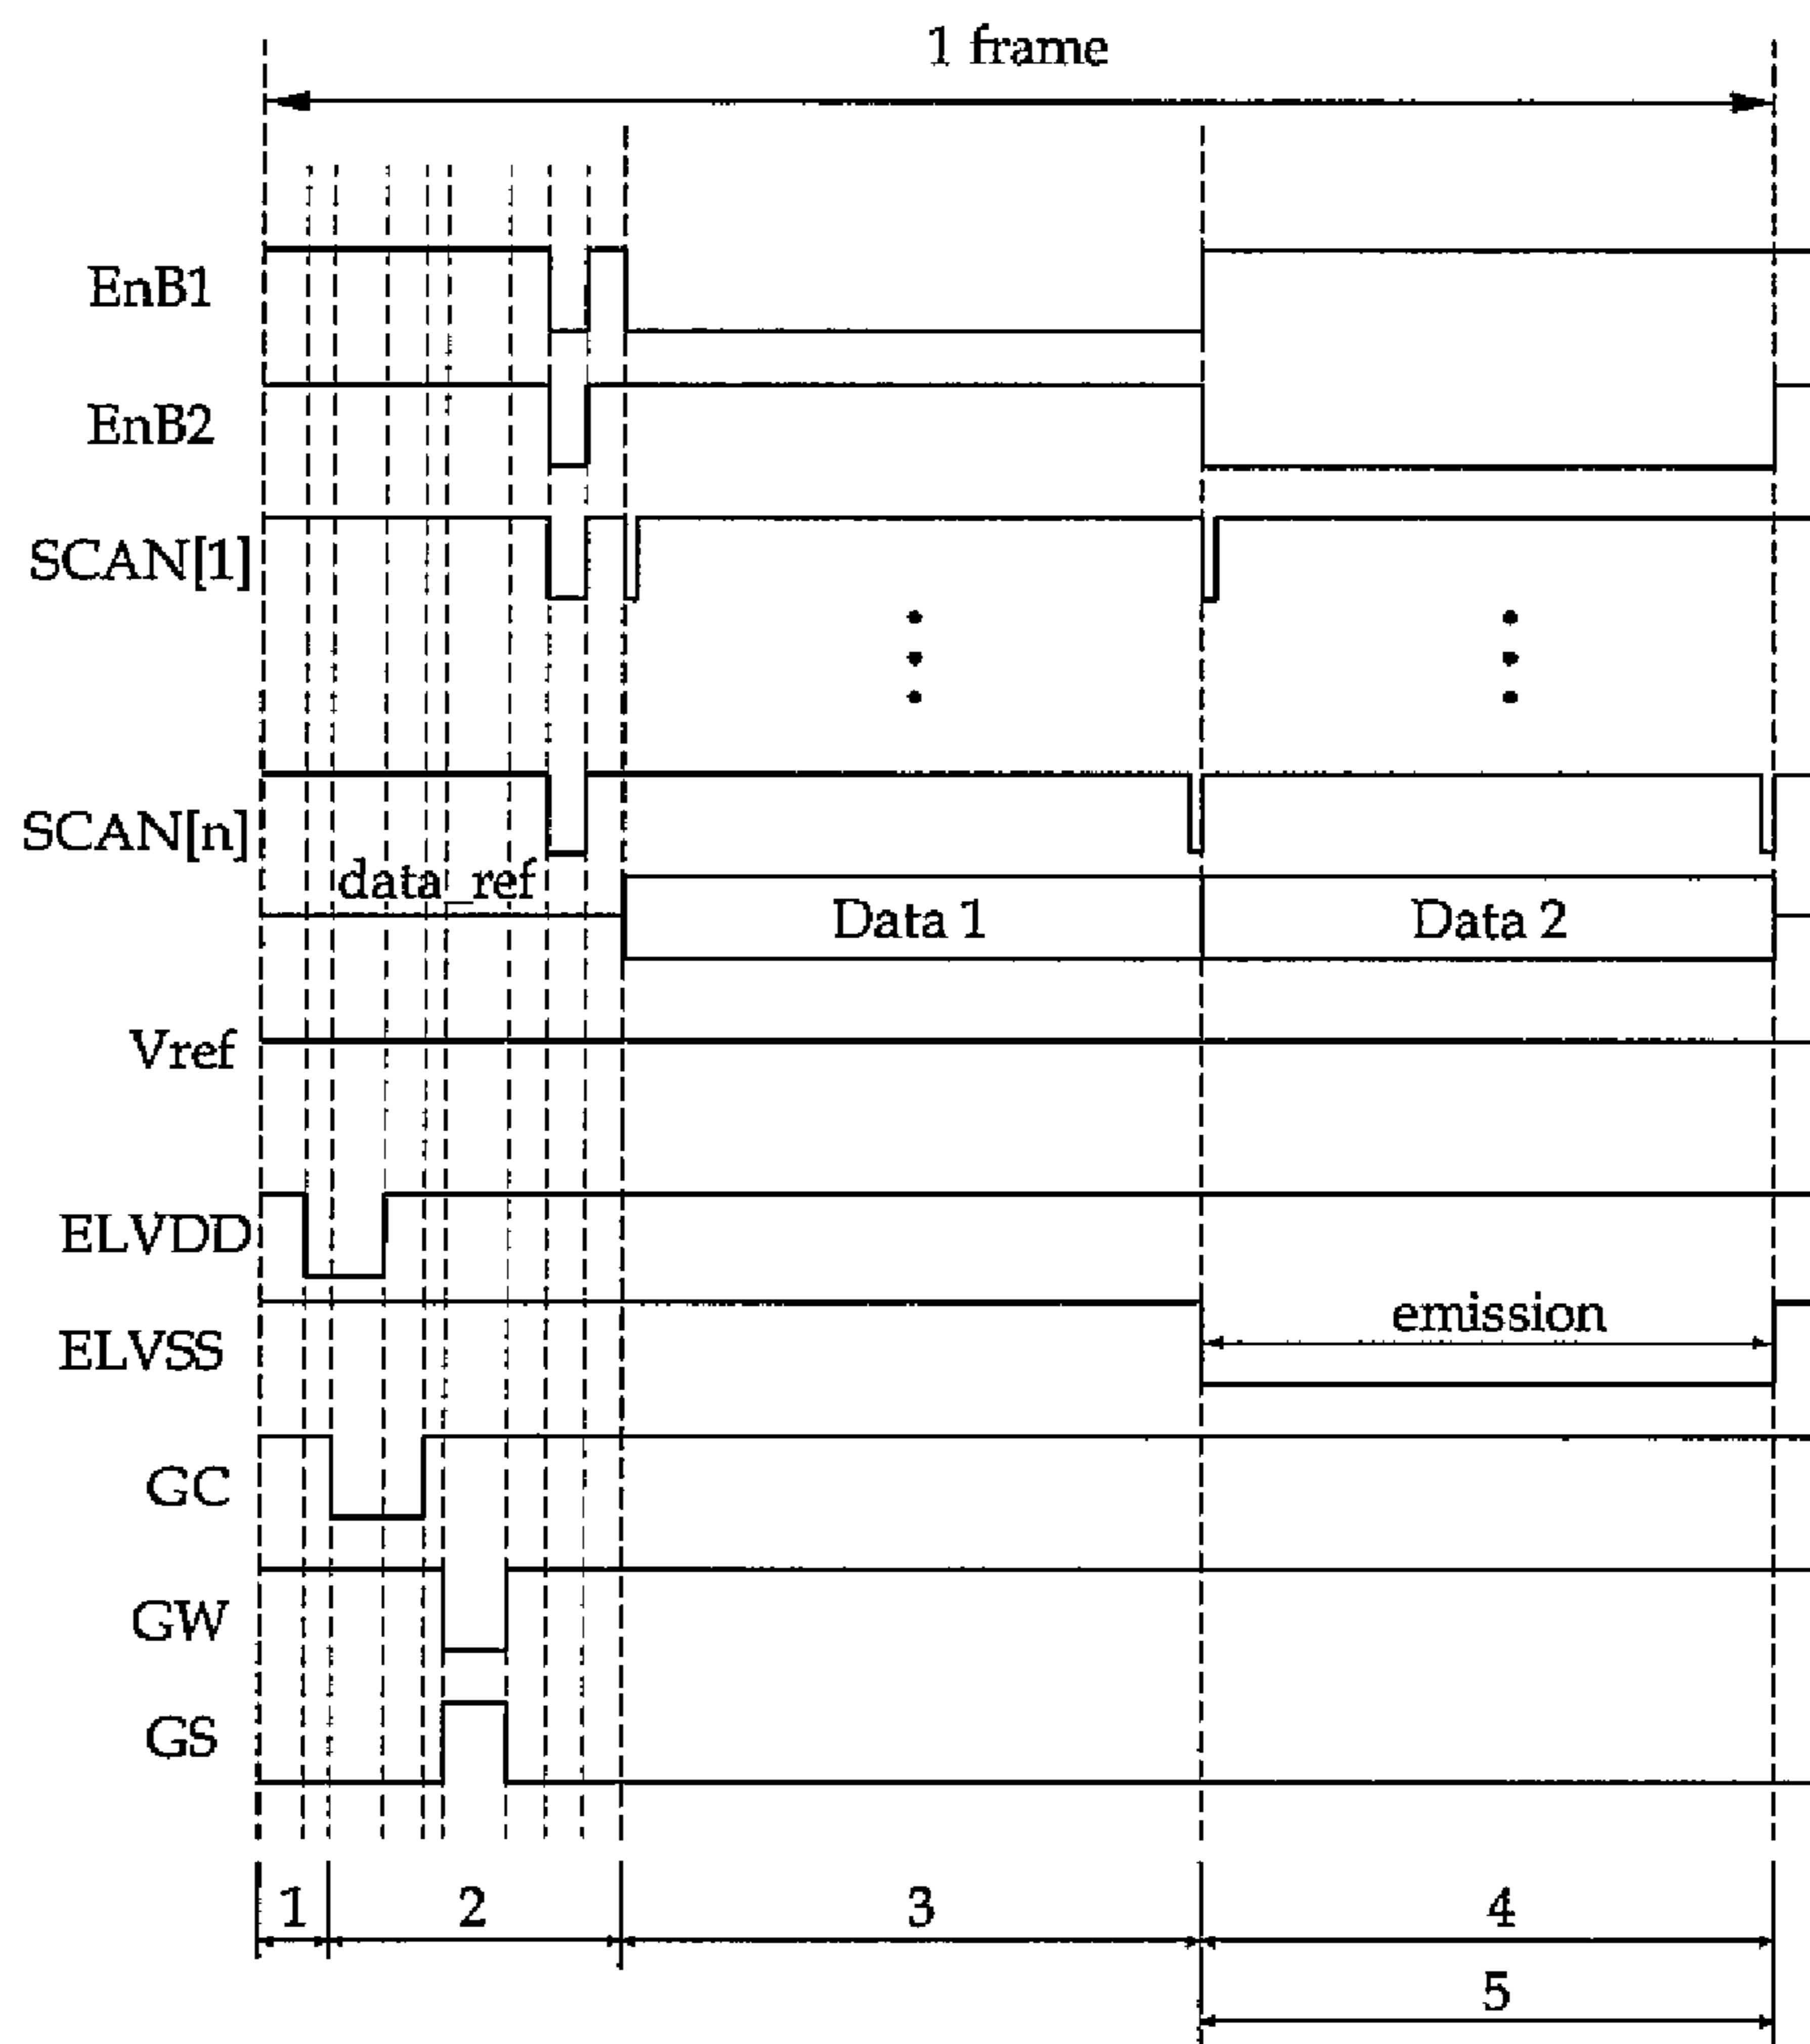 1 frame
EnB1
EnB2
SCAN[1]
SCAN[n]
data_ref
Data 1
Data 2
Vref
ELVDD
ELVSS
emission
GC
GW
GS
1
2
3
4
5